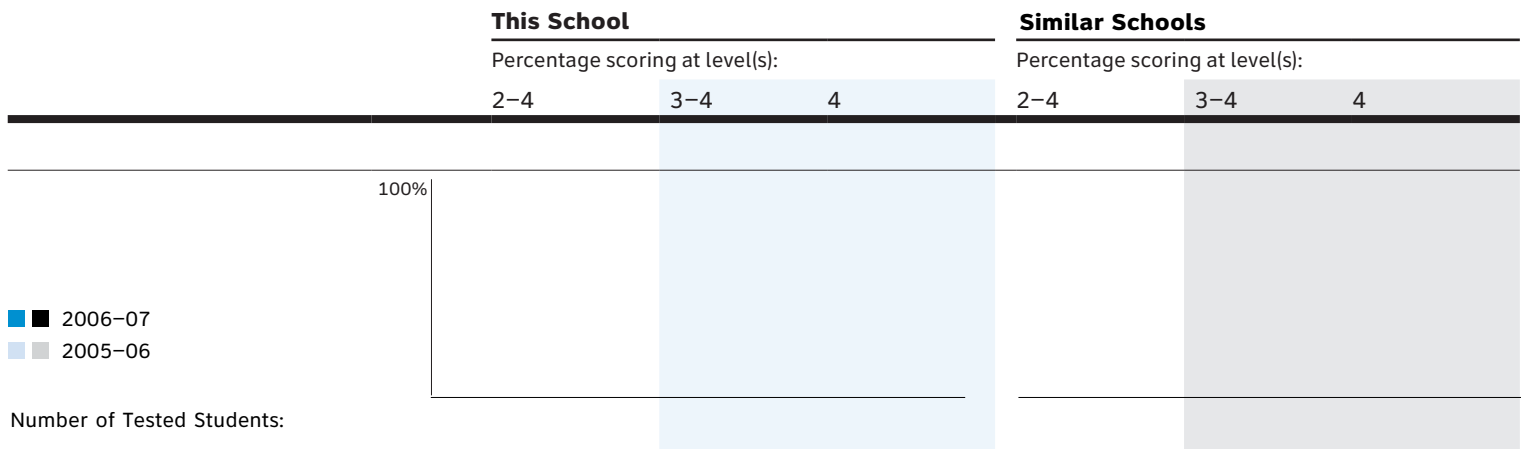 This School Similar Schools
Percentage scoring at level(s): Percentage scoring at level(s):
2–4 3–4 4 2–4 3–4 4
100%
2006–07
2005–06
Number of Tested Students: